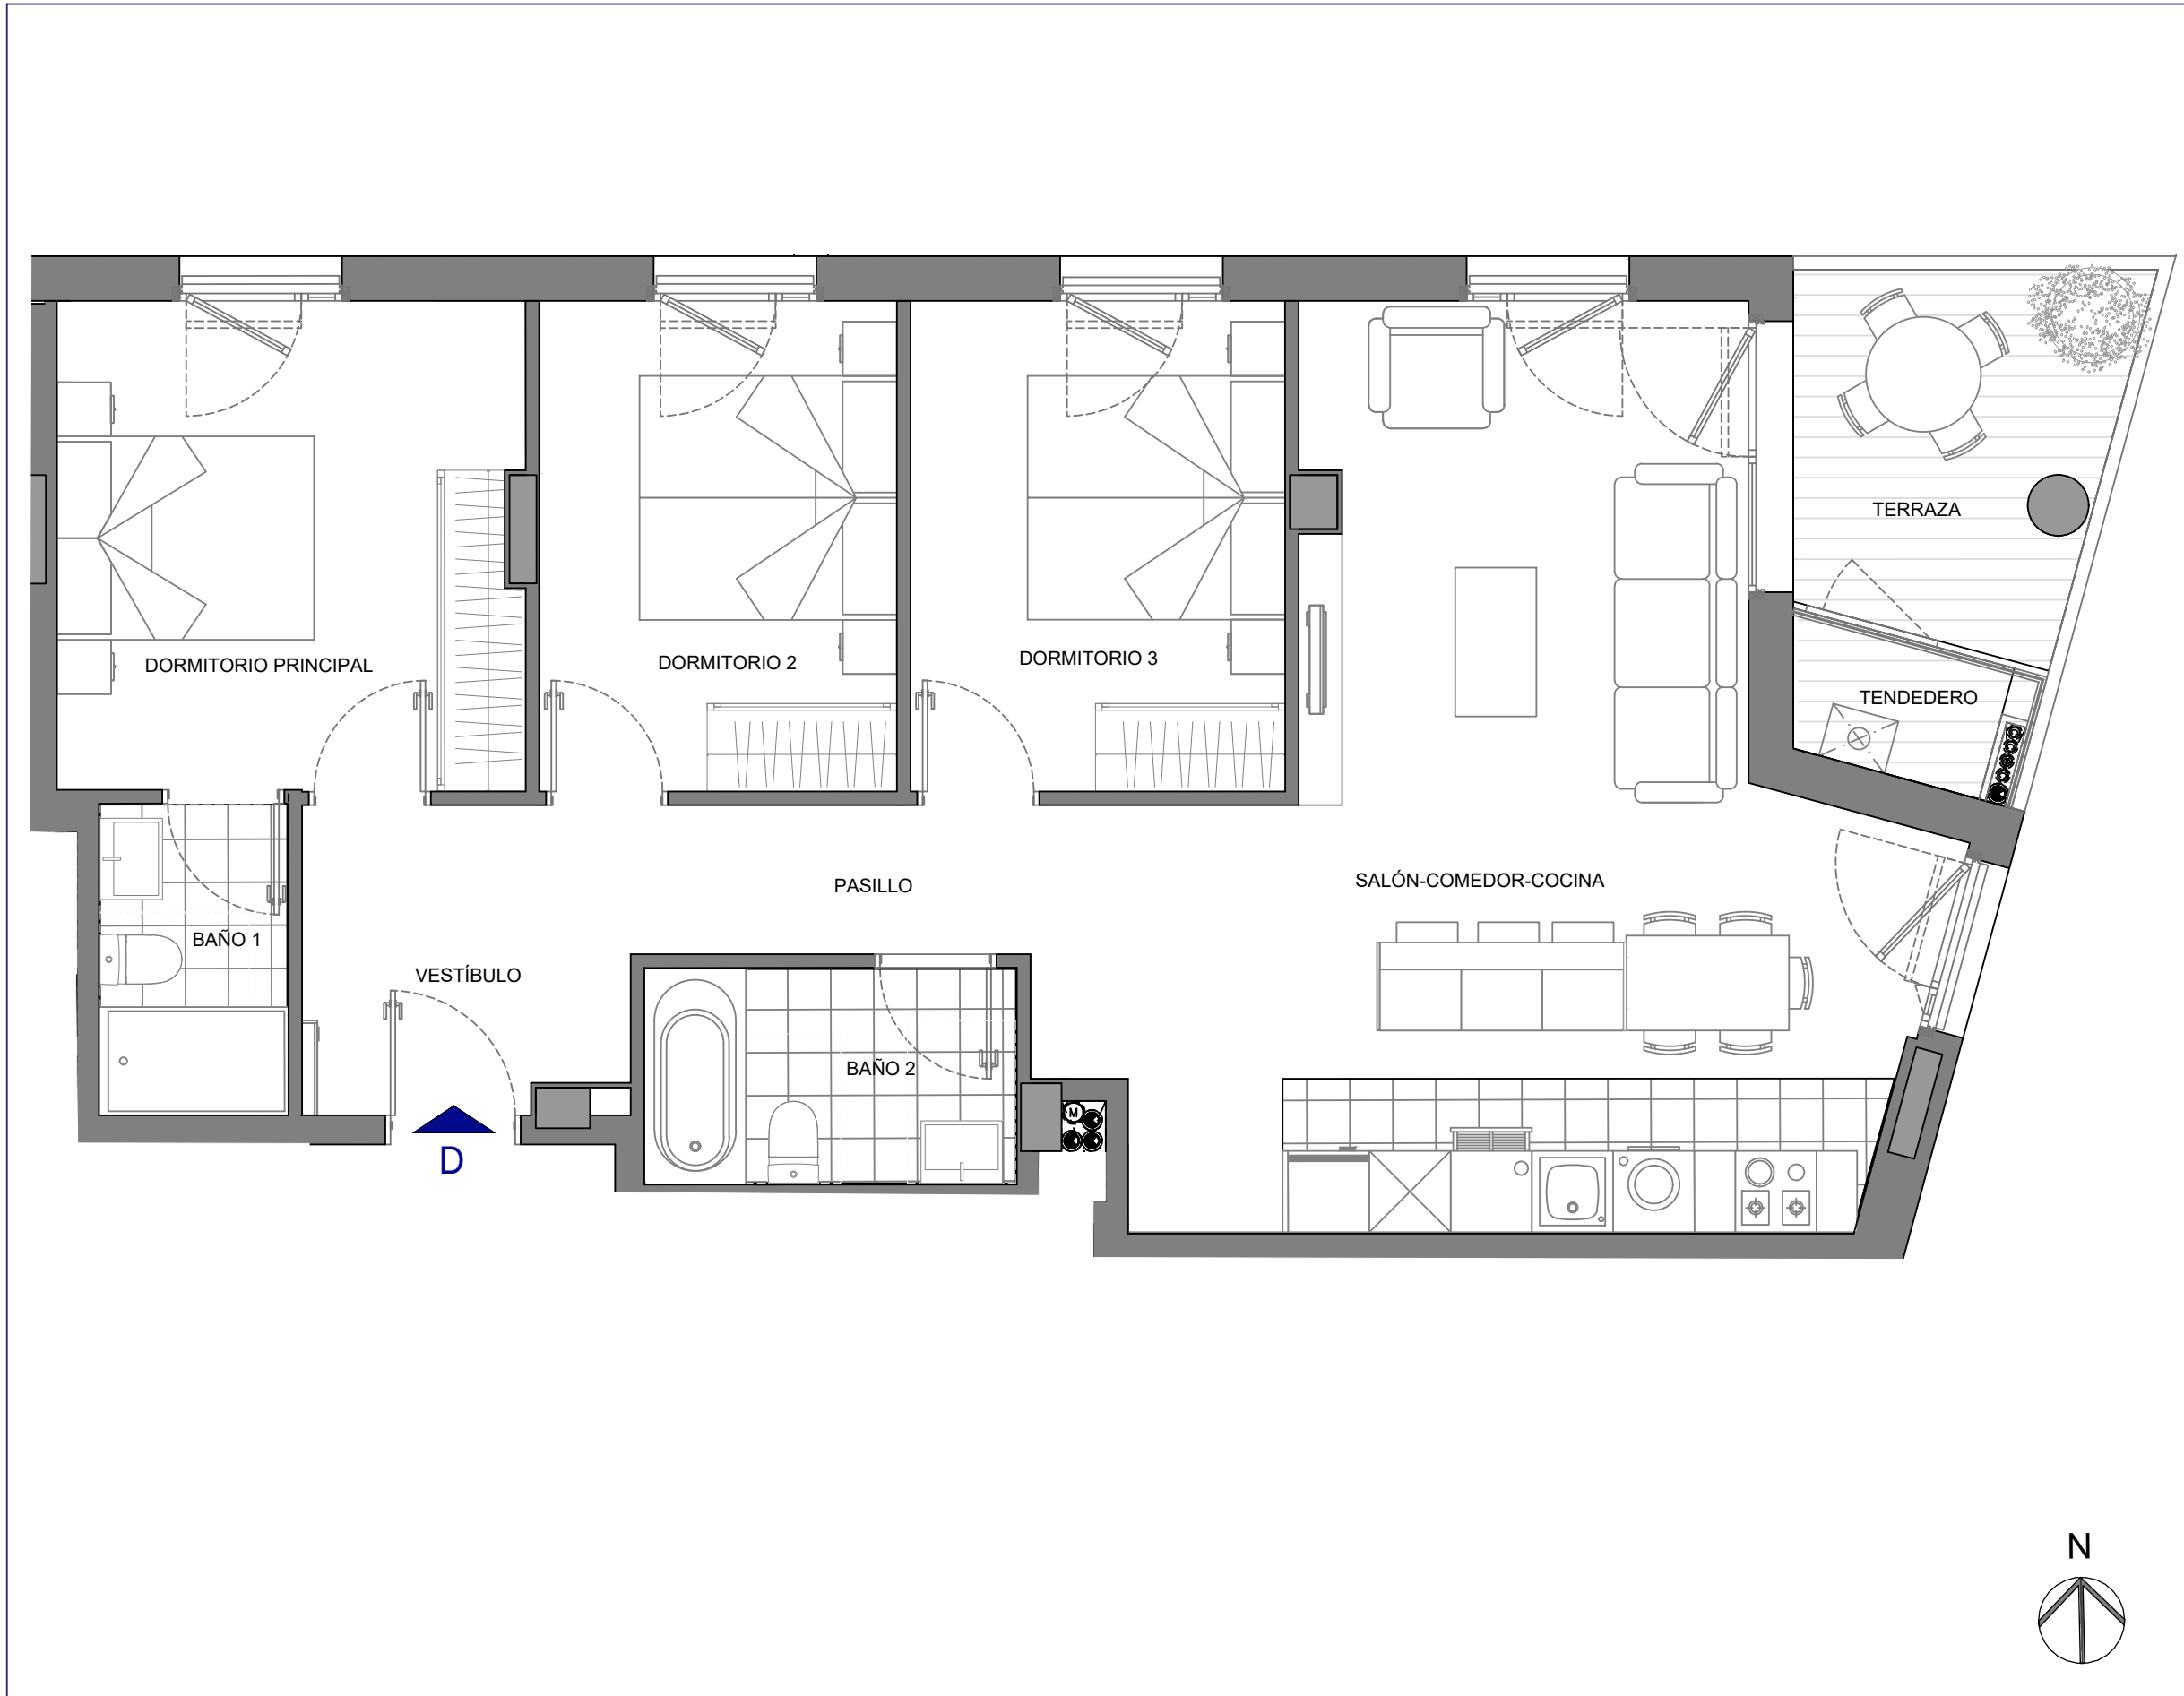 TERRAZA
DORMITORIO PRINCIPAL
DORMITORIO 2
DORMITORIO 3
TENDEDERO
PASILLO
SALÓN-COMEDOR-COCINA
BAÑO 1
VESTÍBULO
BAÑO 2
M
D
N